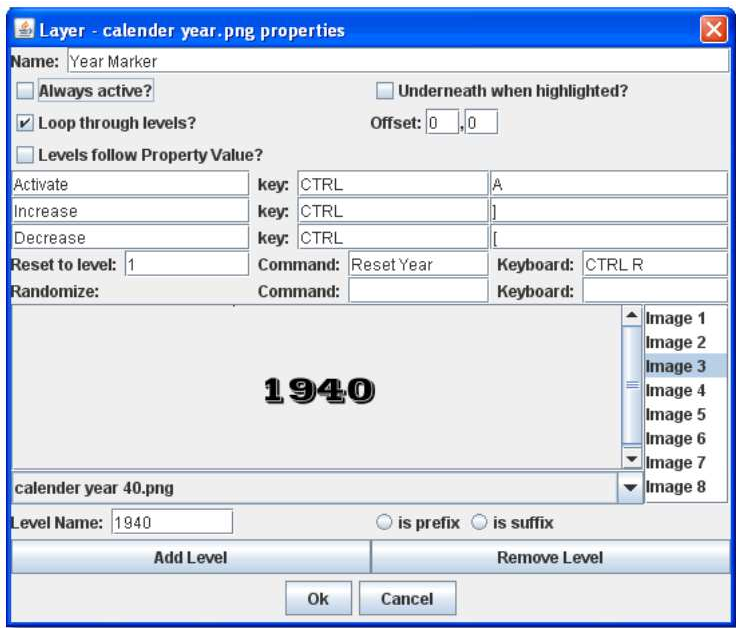 Layer - calender year.png properties
Name: Year Marker
Always active? Underneath when highlighted?
Loop through levels? Offset: 0 ,0
Levels follow Property Value?
Activate key: CTRL A
Increase key: CTRL ]
Decrease key: CTRL [
Reset to level: 1 Command: Reset Year Keyboard: CTRL R
Randomize: Command: Keyboard:
1940
Image 1
Image 2
Image 3
Image 4
Image 5
Image 6
Image 7
Image 8
calender year 40.png
Level Name: 1940 is prefix is suffix
Add Level Remove Level
Ok Cancel